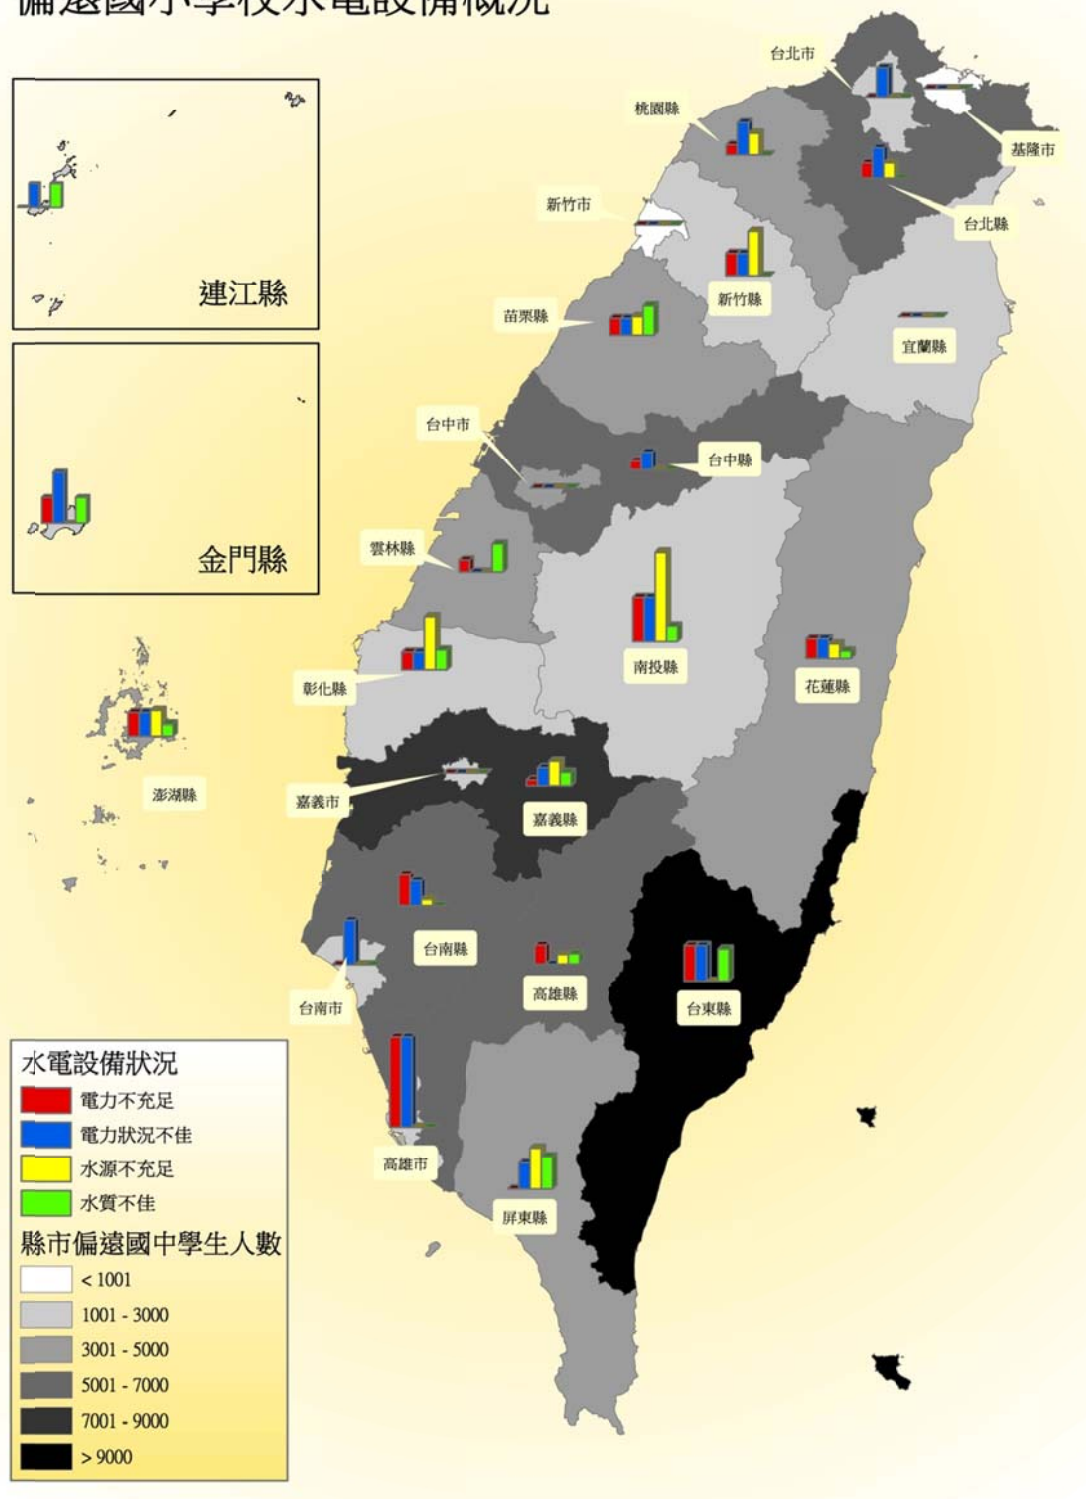 偏遠國小學校水電設備概況
台北市
桃園縣
基隆市
新竹市
台北縣
連江縣
新竹縣
苗栗縣
宜蘭縣
台中市
台中縣
雲林縣
金門縣
南投縣
花蓮縣
彰化縣
澎湖縣
嘉義市
嘉義縣
台南縣
高雄縣
台東縣
台南市
高雄市
屏東縣
水電設備狀況
電力不充足
電力狀況不佳
水源不充足
水質不佳
縣市偏遠國中學生人數
< 1001
1001 - 3000
3001 - 5000
5001 - 7000
7001 - 9000
> 9000